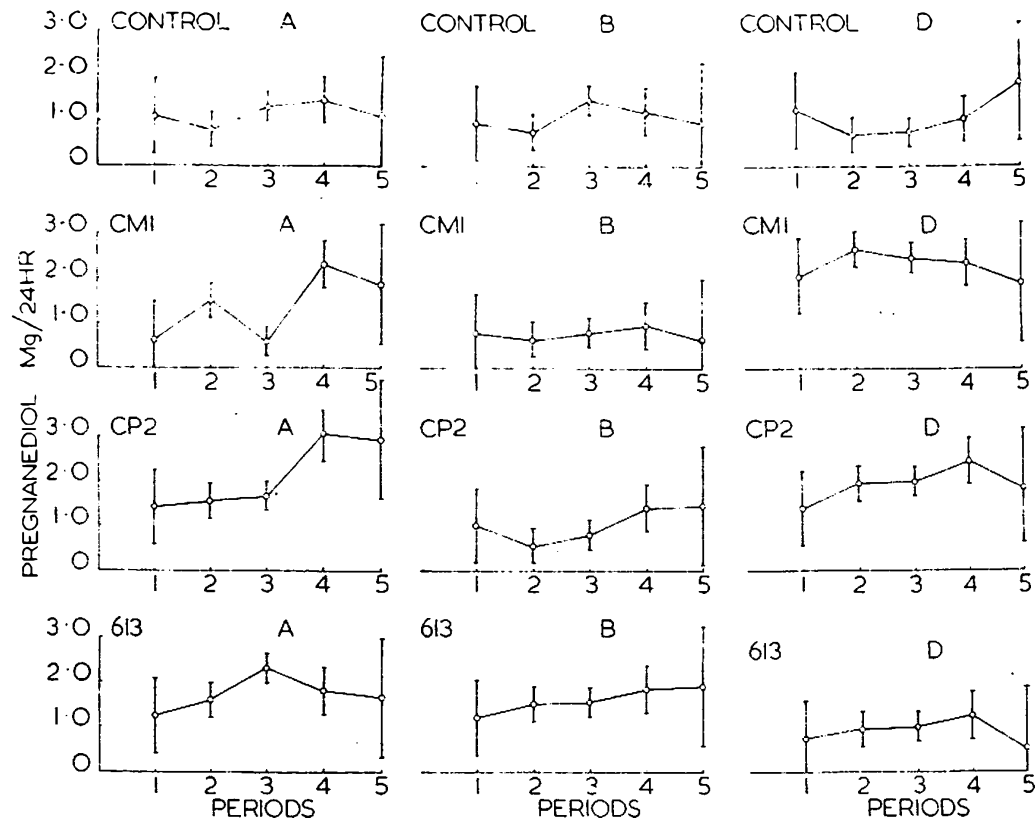 3·0 CONTROL A CONTROL B CONTROL D
2·0
1·0
0
1 2 3 4 5 1 2 3 4 5 1 2 3 4 5
3·0 CM1 A CM1 B CM1 D
2·0
1·0
0
1 2 3 4 5 1 2 3 4 5 1 2 3 4 5
PREGNANEDIOL Mg/24HR
3·0 CP2 A CP2 B CP2 D
2·0
1·0
0
1 2 3 4 5 1 2 3 4 5 1 2 3 4 5
3·0 613 A 613 B 613 D
2·0
1·0
0
1 2 3 4 5 1 2 3 4 5 1 2 3 4 5
PERIODS PERIODS PERIODS